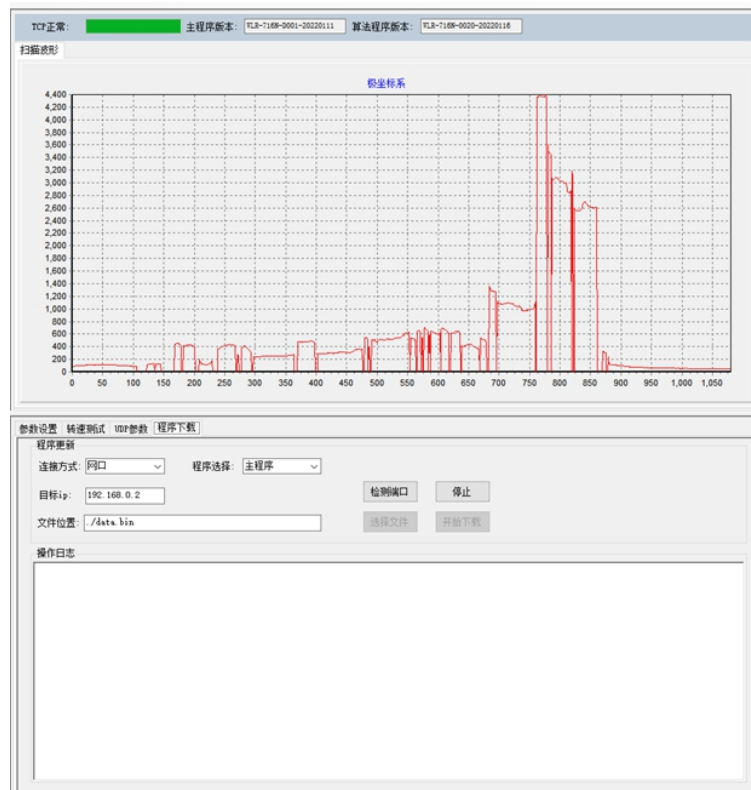 TCP正常: 主程序版本: VLR-716N-D001-20220111 算法程序版本: VLR-716N-0020-20220116
扫描波形
极坐标系
4,400
4,200
4,000
3,800
3,600
3,400
3,200
3,000
2,800
2,600
2,400
2,200
2,000
1,800
1,600
1,400
1,200
1,000
800
600
400
200
0
0 50 100 150 200 250 300 350 400 450 500 550 600 650 700 750 800 850 900 950 1,000 1,050
参数设置 转速测试 UDP参数 程序下载
程序更新
连接方式: 网口 程序选择: 主程序
目标ip: 192.168.0.2 检测端口 停止
文件位置: ./data.bin 选择文件 开始下载
操作日志